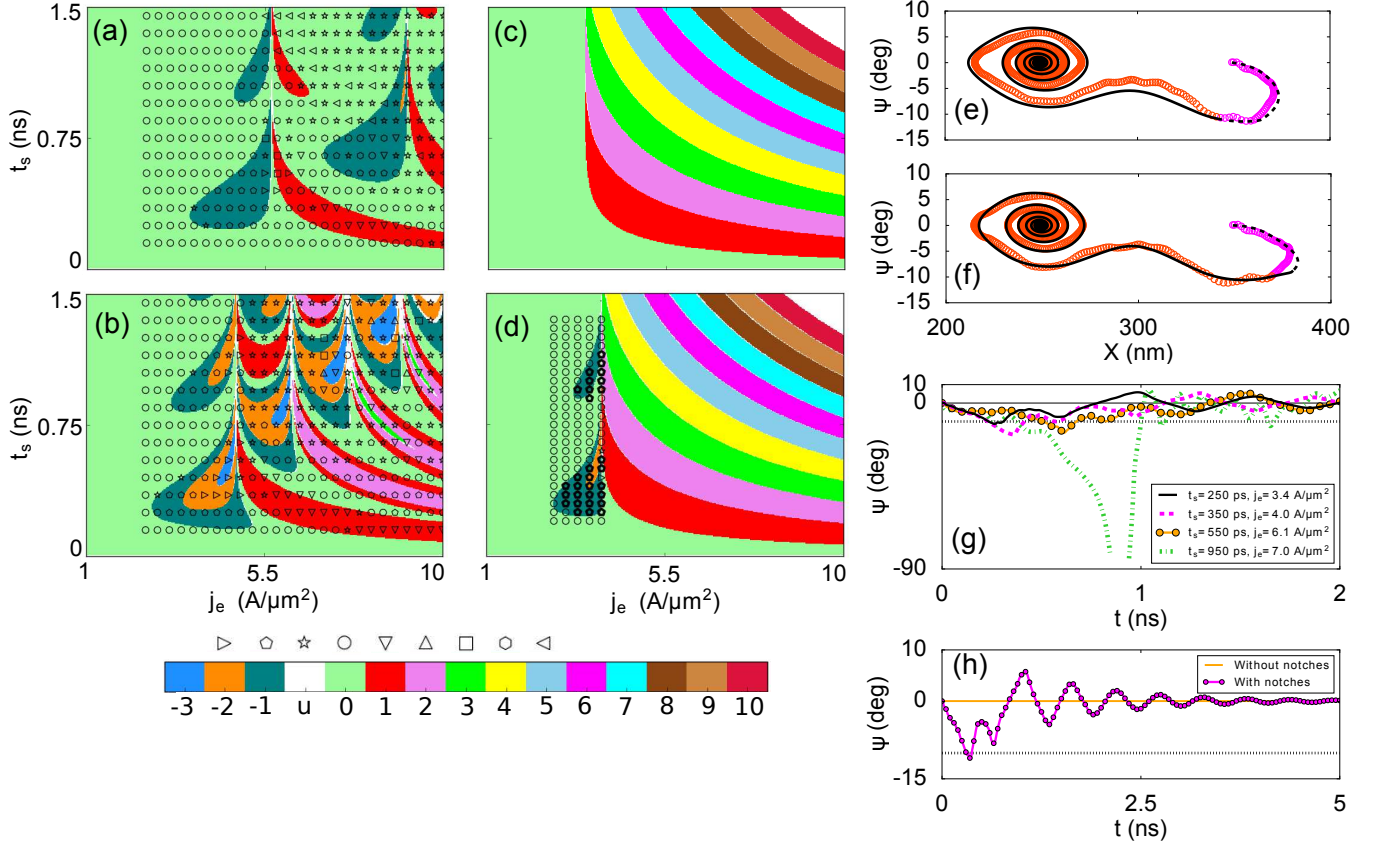 (a)
1.5
0.75
0
t_s (ns)
(c)
(b)
1.5
0.75
0
t_s (ns)
1
5.5
10
j_e (A/µm²)
(d)
1
5.5
10
j_e (A/µm²)
-3 -2 -1 u 0 1 2 3 4 5 6 7 8 9 10
10
5
0
-5
-10
-15
ψ (deg)
(e)
10
5
0
-5
-10
-15
ψ (deg)
(f)
200
300
400
X (nm)
10
0
-90
ψ (deg)
(g)
t_s= 250 ps, j_e= 3.4 A/µm²
t_s= 350 ps, j_e= 4.0 A/µm²
t_s= 550 ps, j_e= 6.1 A/µm²
t_s= 950 ps, j_e= 7.0 A/µm²
0
1
2
t (ns)
10
0
-15
ψ (deg)
(h)
Without notches
With notches
0
2.5
5
t (ns)